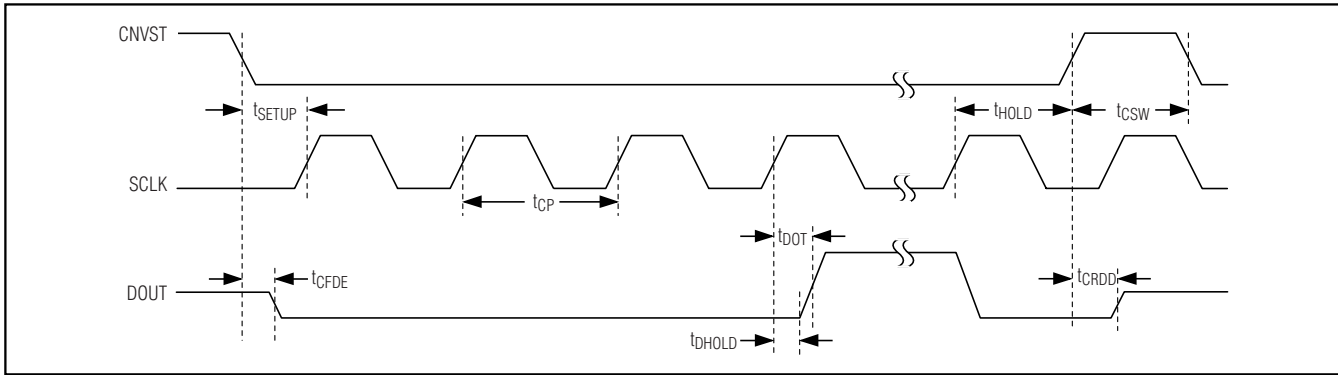 CNVST
tSETUP
tHOLD
tCSW
SCLK
tCP
tDOT
tCFDE
tCRDD
DOUT
tDHOLD